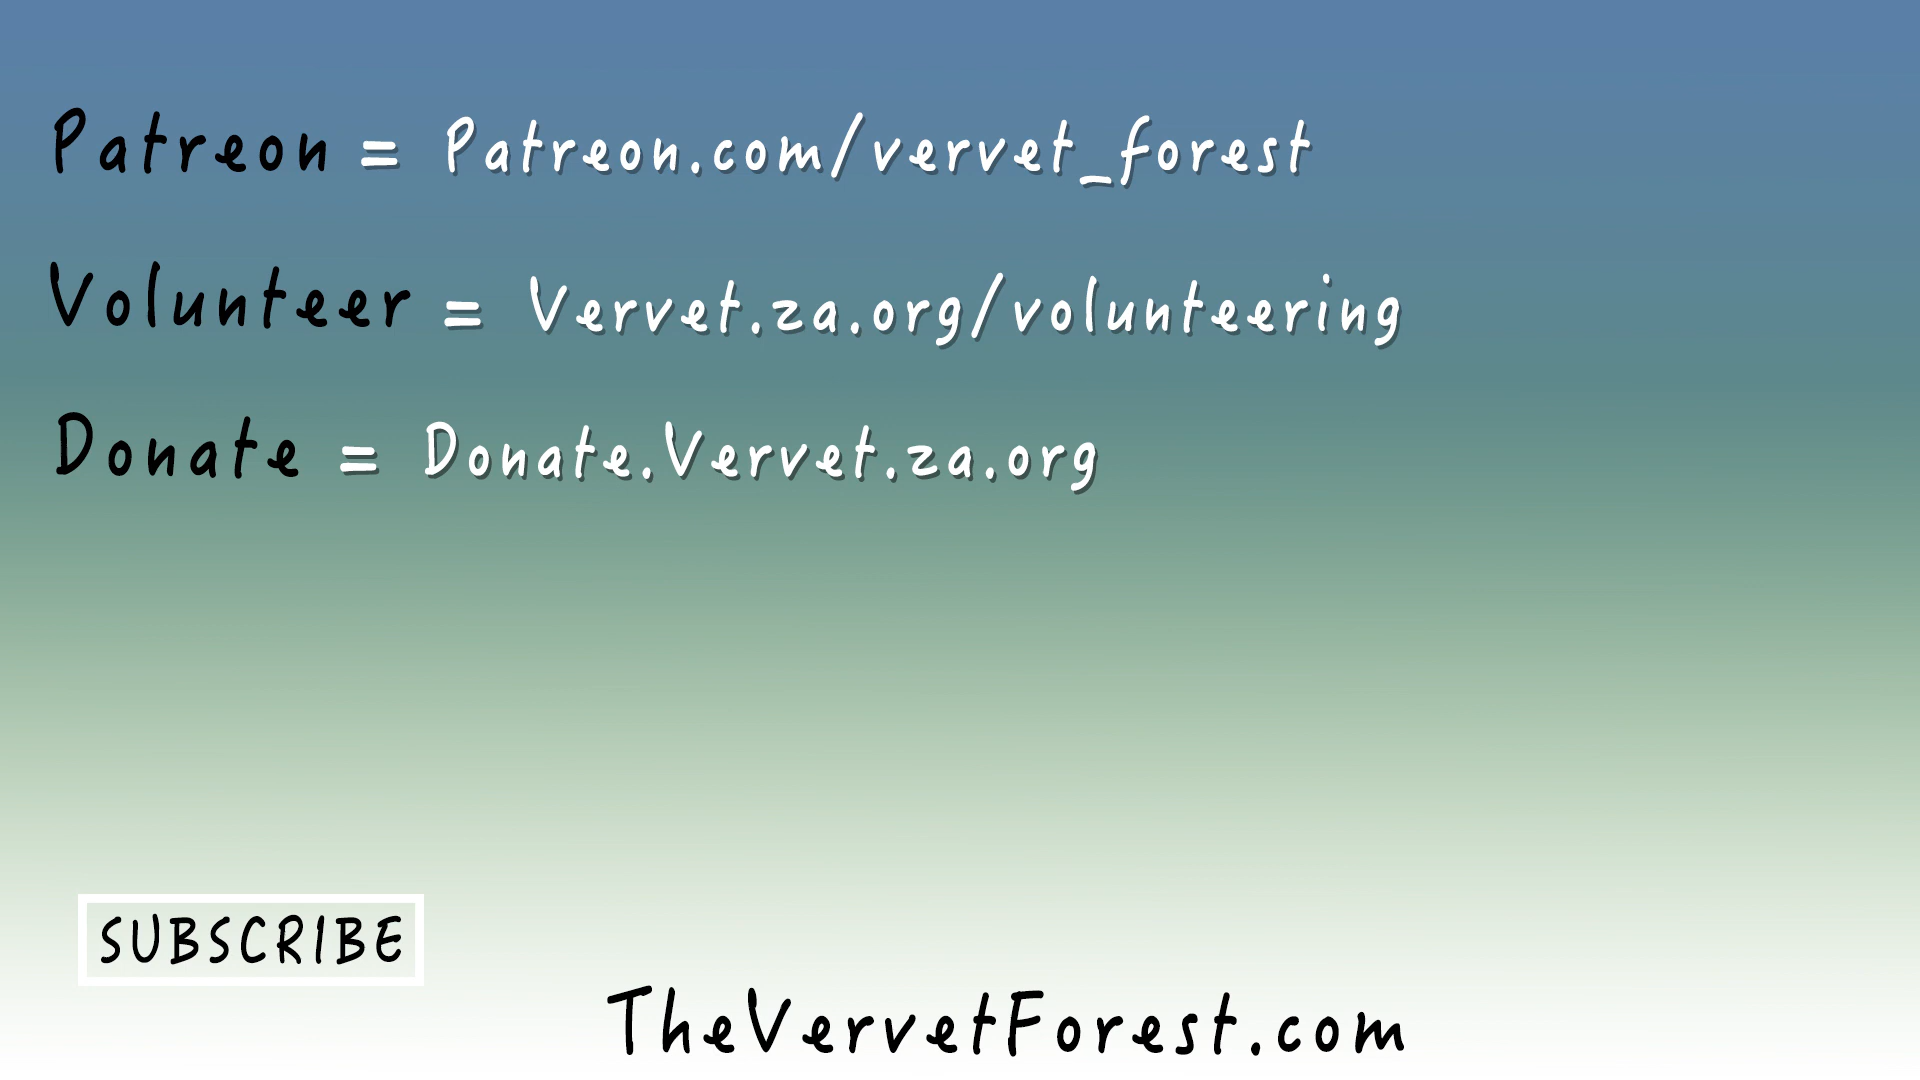 Patreon = Patreon.com/vervet_forest
Volunteer = Vervet.za.org/volunteering
Donate = Donate.Vervet.za.org
SUBSCRIBE
TheVervetForest.com